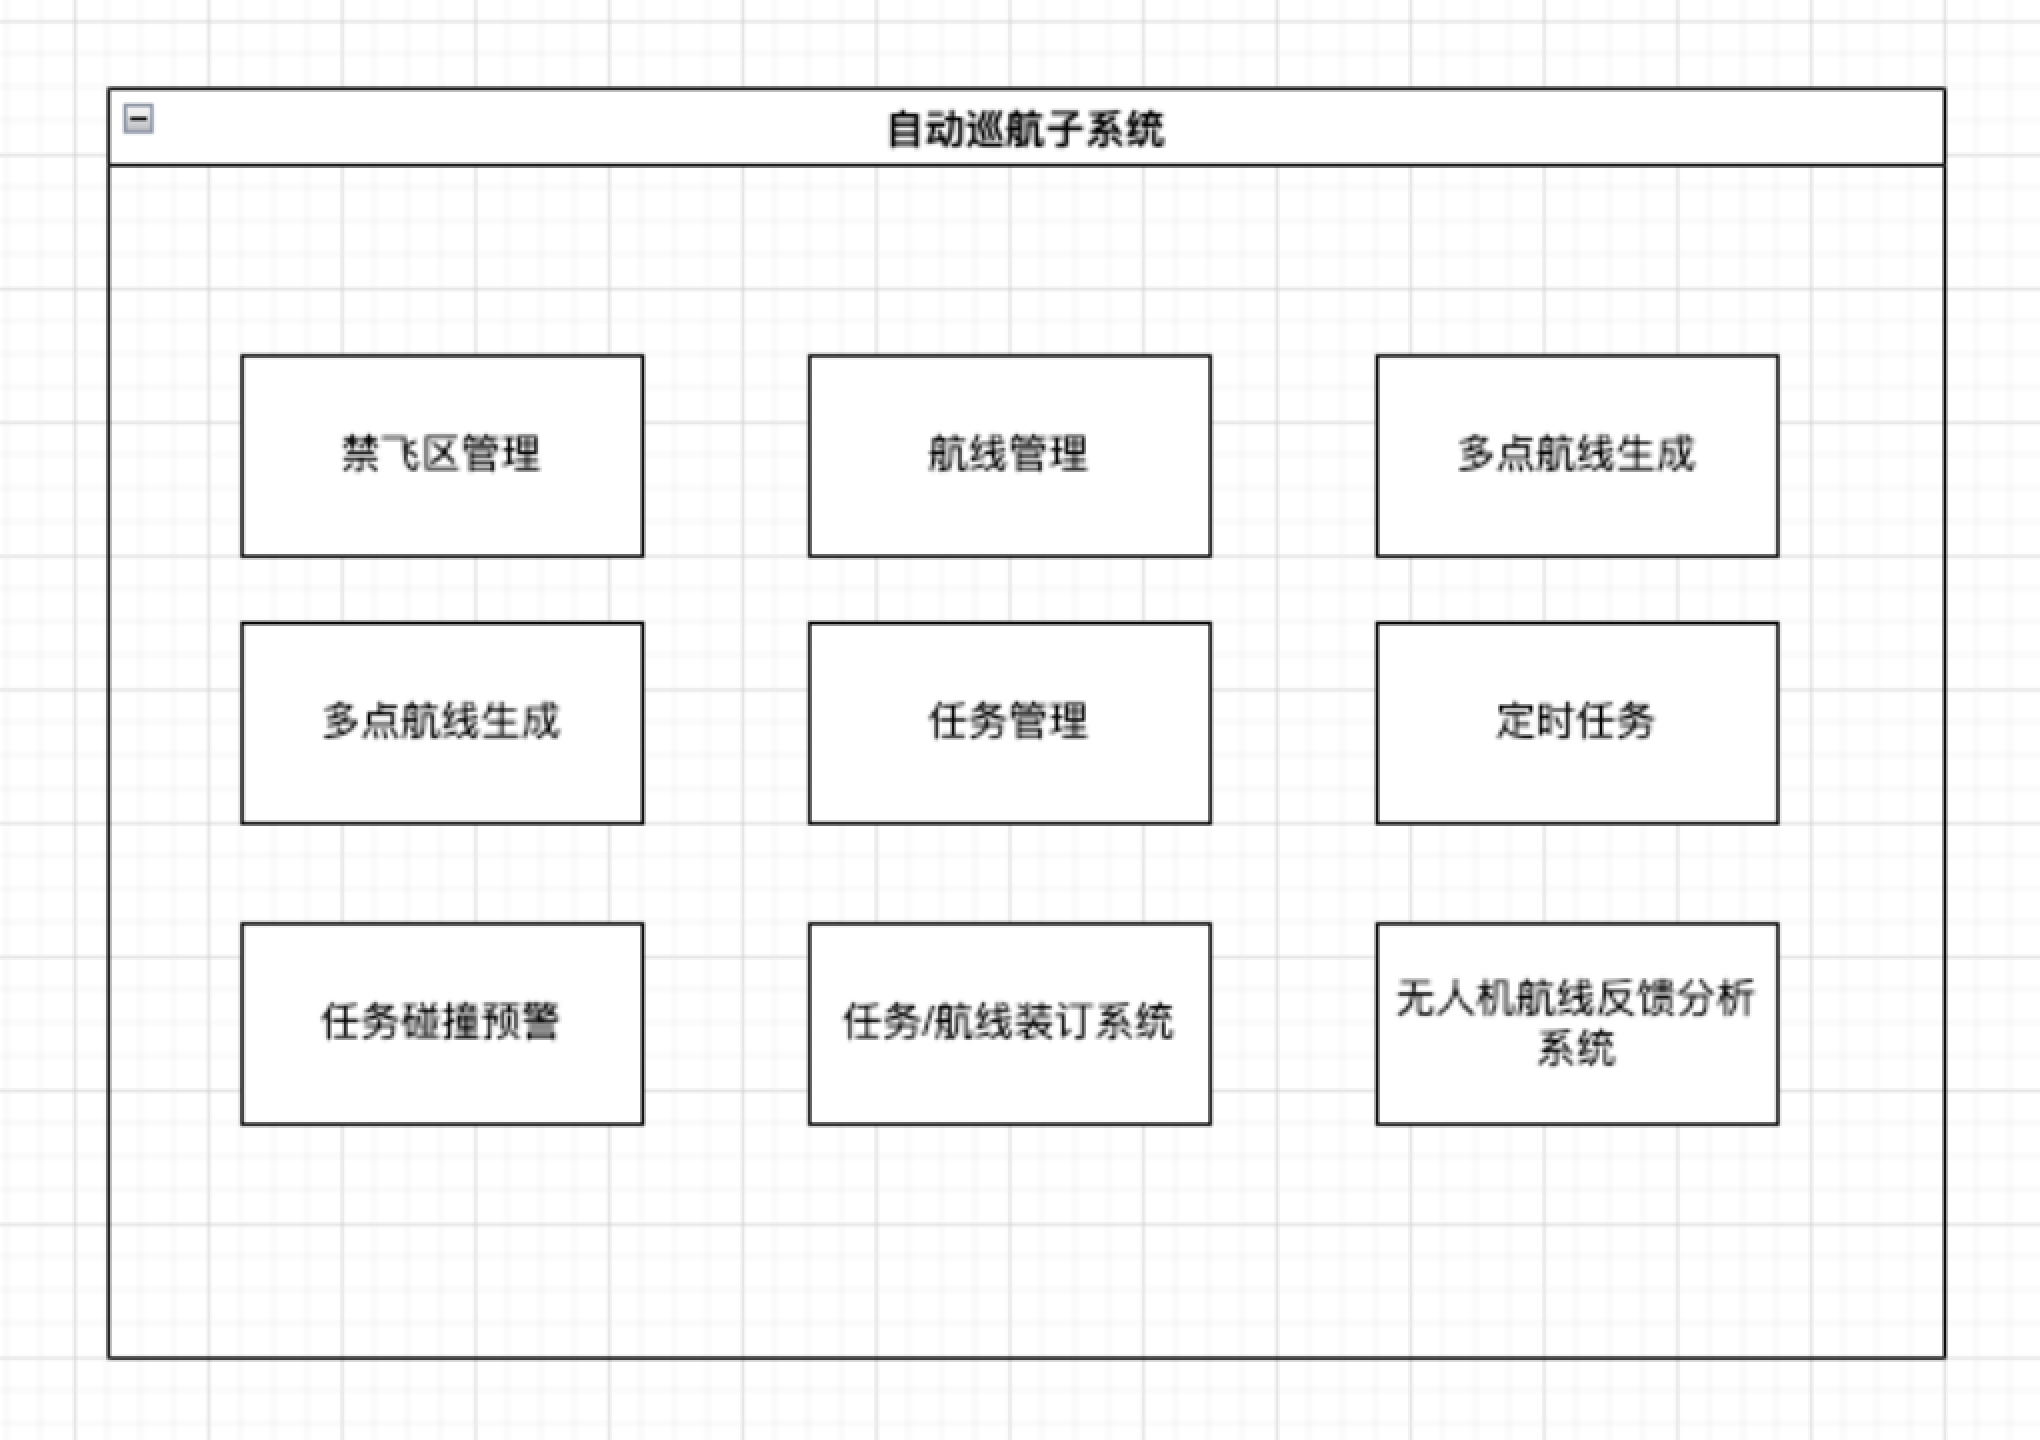 自动巡航子系统
禁飞区管理
航线管理
多点航线生成
多点航线生成
任务管理
定时任务
任务碰撞预警
任务/航线装订系统
无人机航线反馈分析
系统